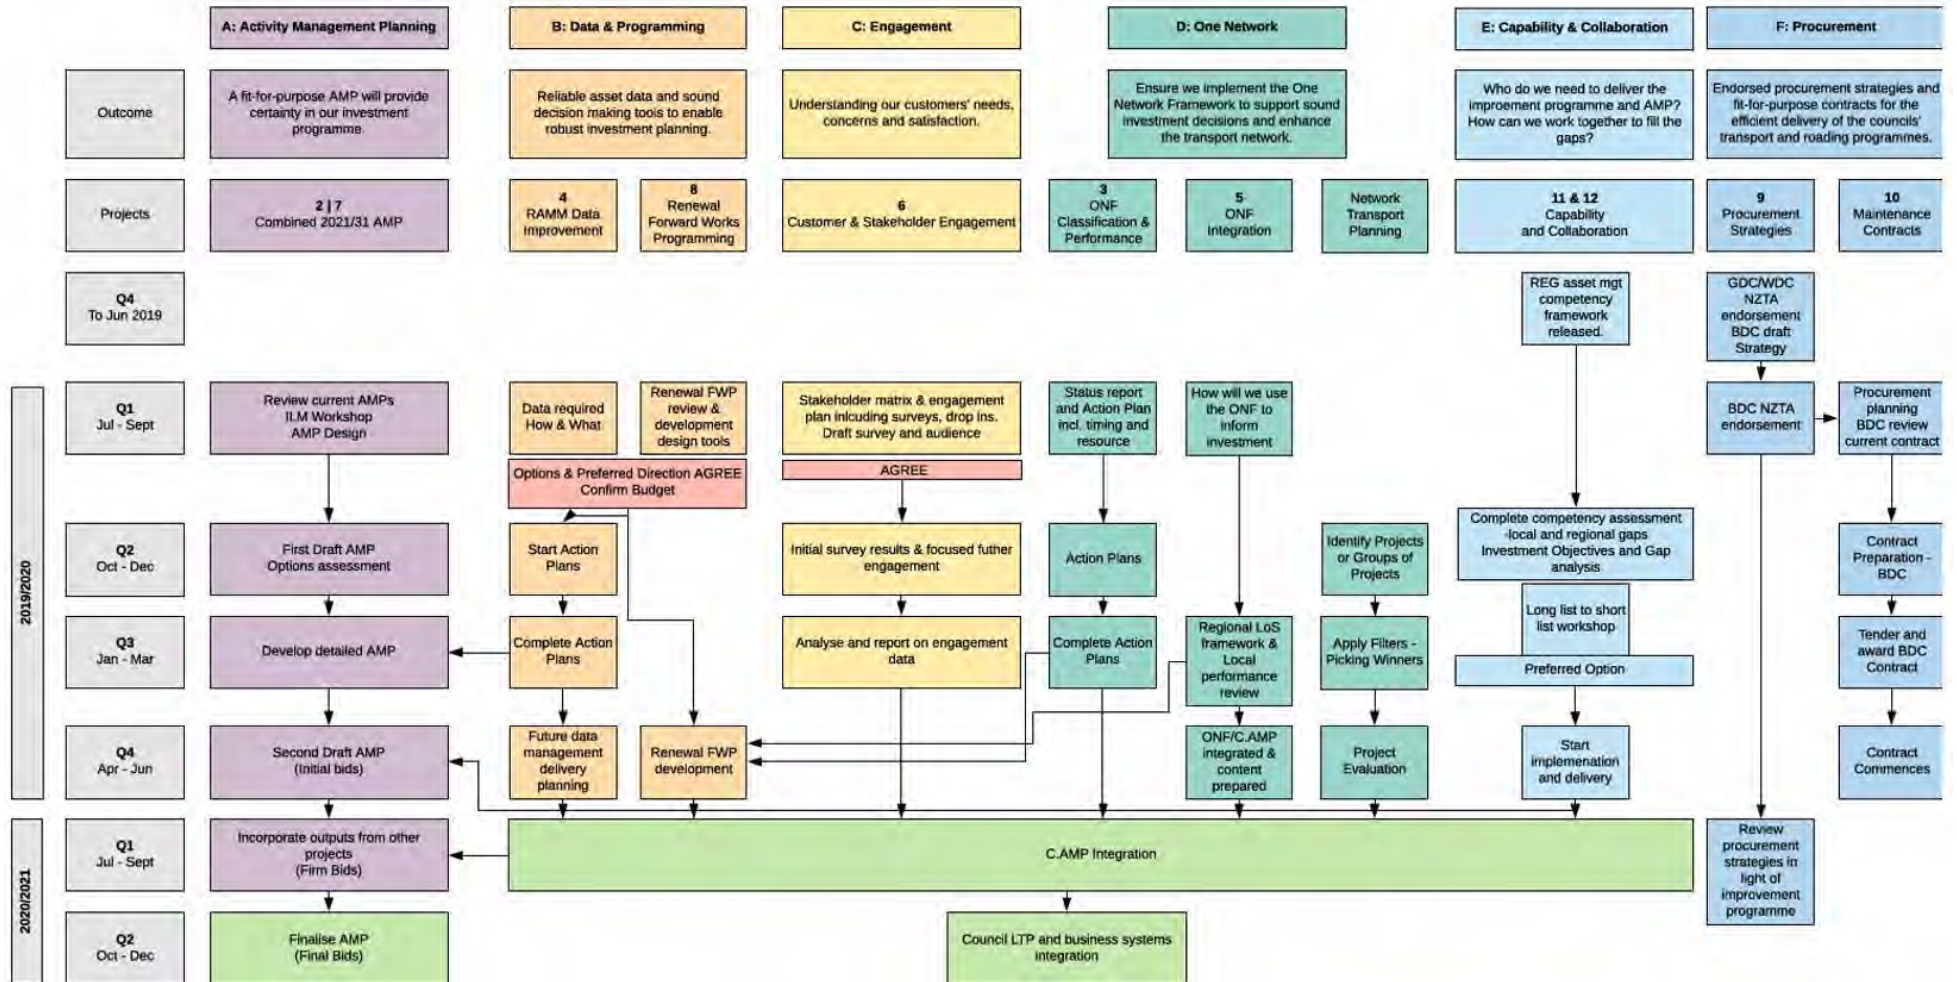 A: Activity Management Planning
B: Data & Programming
C: Engagement
D: One Network
E: Capability & Collaboration
F: Procurement
Outcome
A fit-for-purpose AMP will provide
certainty in our investment
programme.
Reliable asset data and sound
decision making tools to enable
robust investment planning.
Understanding our customers' needs,
concerns and satisfaction.
Ensure we implement the One
Network Framework to support sound
investment decisions and enhance
the transport network.
Who do we need to deliver the
improement programme and AMP?
How can we work together to fill the
gaps?
Endorsed procurement strategies and
fit-for-purpose contracts for the
efficient delivery of the councils'
transport and roading programmes.
Projects
2 | 7
Combined 2021/31 AMP
4
RAMM Data
Improvement
8
Renewal
Forward Works
Programming
6
Customer & Stakeholder Engagement
3
ONF
Classification &
Performance
5
ONF
Integration
Network
Transport
Planning
11 & 12
Capability
and Collaboration
9
Procurement
Strategies
10
Maintenance
Contracts
Q4
To Jun 2019
REG asset mgt
competency
framework
released.
GDC/WDC
NZTA
endorsement
BDC draft
Strategy
2019/2020
Q1
Jul - Sept
Review current AMPs
ILM Workshop
AMP Design
Data required
How & What
Renewal FWP
review &
development
design tools
Options & Preferred Direction AGREE
Confirm Budget
Stakeholder matrix & engagement
plan inlcuding surveys, drop ins.
Draft survey and audience
AGREE
Status report
and Action Plan
incl. timing and
resource
How will we use
the ONF to
inform
investment
BDC NZTA
endorsement
Procurement
planning
BDC review
current contract
Q2
Oct - Dec
First Draft AMP
Options assessment
Start Action
Plans
Initial survey results & focused futher
engagement
Action Plans
Identify Projects
or Groups of
Projects
Complete competency assessment
-local and regional gaps
Investment Objectives and Gap
analysis
Contract
Preparation -
BDC
Q3
Jan - Mar
Develop detailed AMP
Complete Action
Plans
Analyse and report on engagement
data
Complete Action
Plans
Regional LoS
framework &
Local
performance
review
Apply Filters -
Picking Winners
Long list to short
list workshop
Preferred Option
Tender and
award BDC
Contract
Q4
Apr - Jun
Second Draft AMP
(Initial bids)
Future data
management
delivery
planning
Renewal FWP
development
ONF/C.AMP
integrated &
content
prepared
Project
Evaluation
Start
implemenation
and delivery
Contract
Commences
2020/2021
Q1
Jul - Sept
Incorporate outputs from other
projects
(Firm Bids)
C.AMP Integration
Review
procurement
strategies in
light of
improvement
programme
Q2
Oct - Dec
Finalise AMP
(Final Bids)
Council LTP and business systems
integration